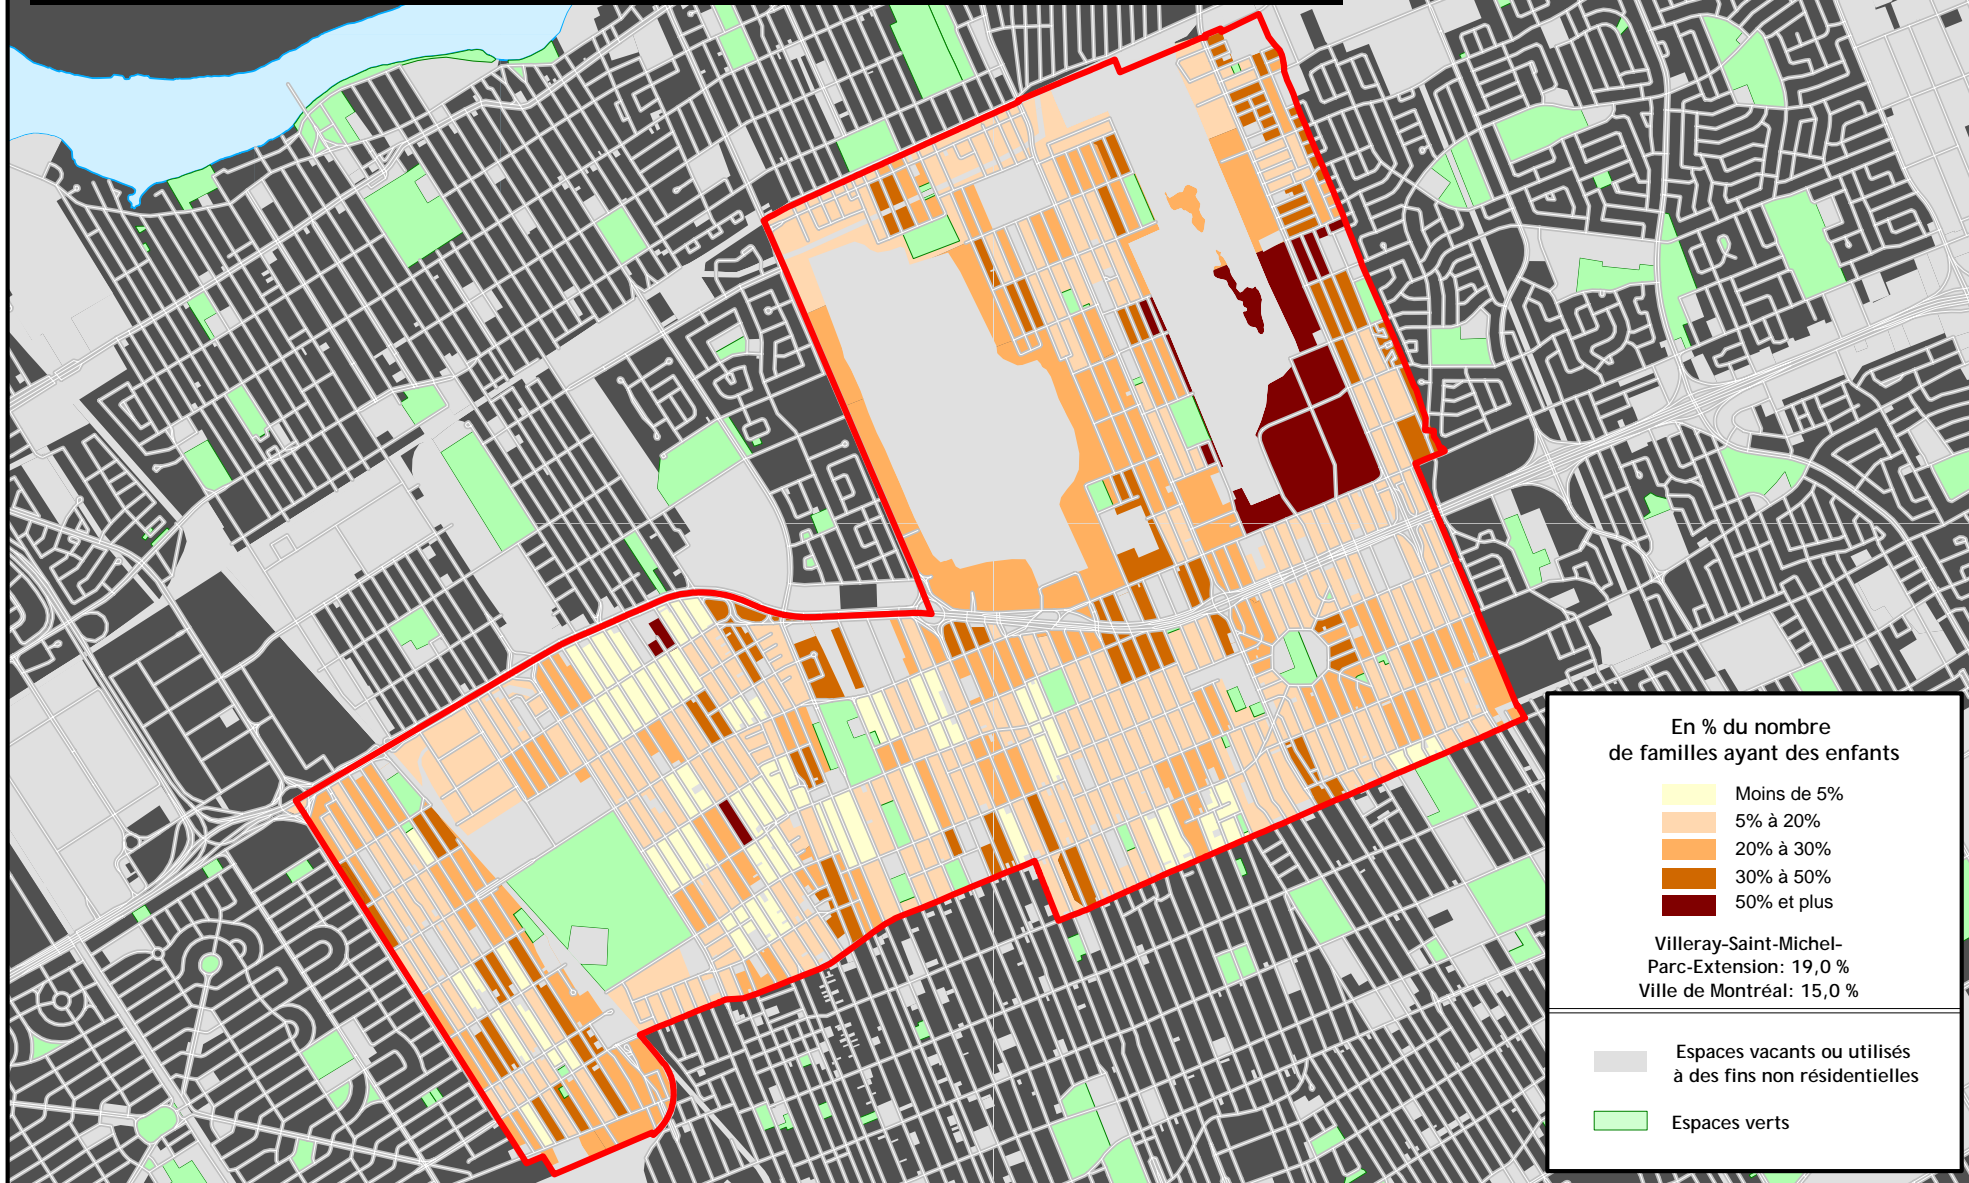 En % du nombre
de familles ayant des enfants
Moins de 5%
5% à 20%
20% à 30%
30% à 50%
50% et plus
Villeray-Saint-Michel-
Parc-Extension: 19,0 %
Ville de Montréal: 15,0 %
Espaces vacants ou utilisés
à des fins non résidentielles
Espaces verts